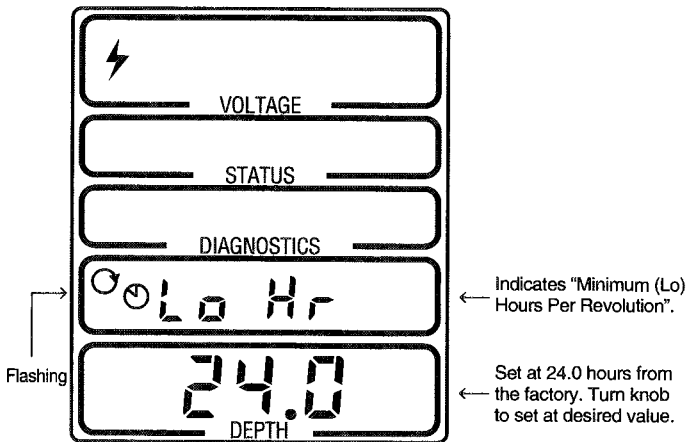 VOLTAGE
STATUS
DIAGNOSTICS
Lo Hr
Indicates "Minimum (Lo)
Hours Per Revolution".
Flashing
24.0
Set at 24.0 hours from
the factory. Turn knob
to set at desired value.
DEPTH